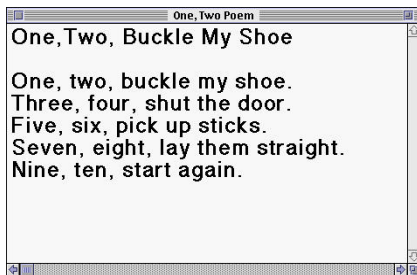 One, Two Poem
One,Two, Buckle My Shoe
One, two, buckle my shoe.
Three, four, shut the door.
Five, six, pick up sticks.
Seven, eight, lay them straight.
Nine, ten, start again.